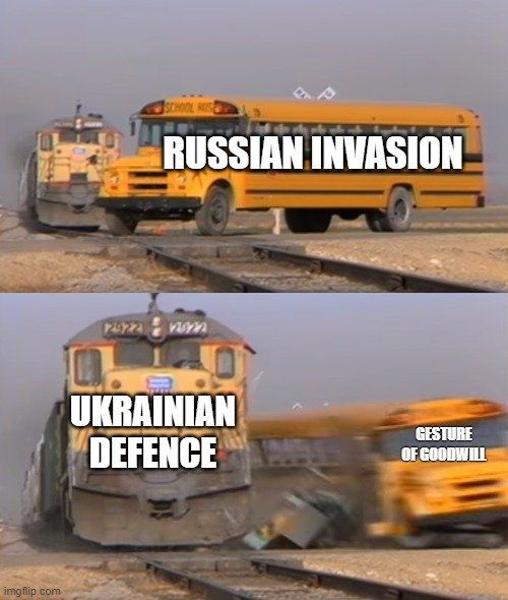 SCHOOL BUS
RUSSIAN INVASION
2922 2922
UKRAINIAN
DEFENCE
GESTURE
OF GOODWILL
imgflip.com